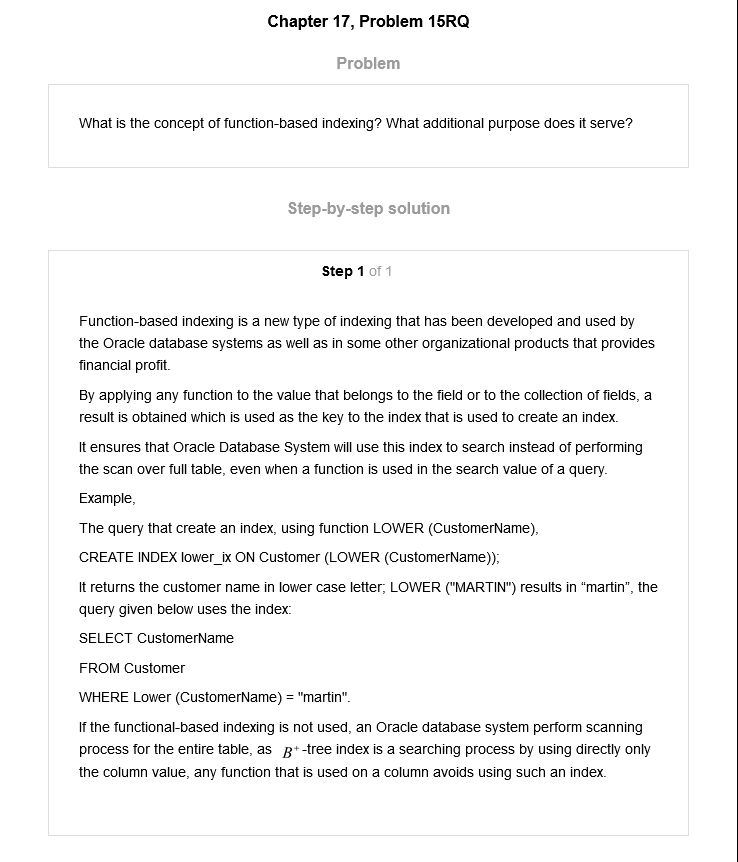 Chapter 17, Problem 15RQ
Problem
What is the concept of function-based indexing? What additional purpose does it serve?
Step-by-step solution
Step 1 of 1
Function-based indexing is a new type of indexing that has been developed and used by
the Oracle database systems as well as in some other organizational products that provides
financial profit.
By applying any function to the value that belongs to the field or to the collection of fields, a
result is obtained which is used as the key to the index that is used to create an index.
It ensures that Oracle Database System will use this index to search instead of performing
the scan over full table, even when a function is used in the search value of a query.
Example,
The query that create an index, using function LOWER (CustomerName),
CREATE INDEX lower_ix ON Customer (LOWER (CustomerName));
It returns the customer name in lower case letter; LOWER ("MARTIN") results in “martin”, the
query given below uses the index:
SELECT CustomerName
FROM Customer
WHERE Lower (CustomerName) = "martin".
If the functional-based indexing is not used, an Oracle database system perform scanning
process for the entire table, as B+-tree index is a searching process by using directly only
the column value, any function that is used on a column avoids using such an index.